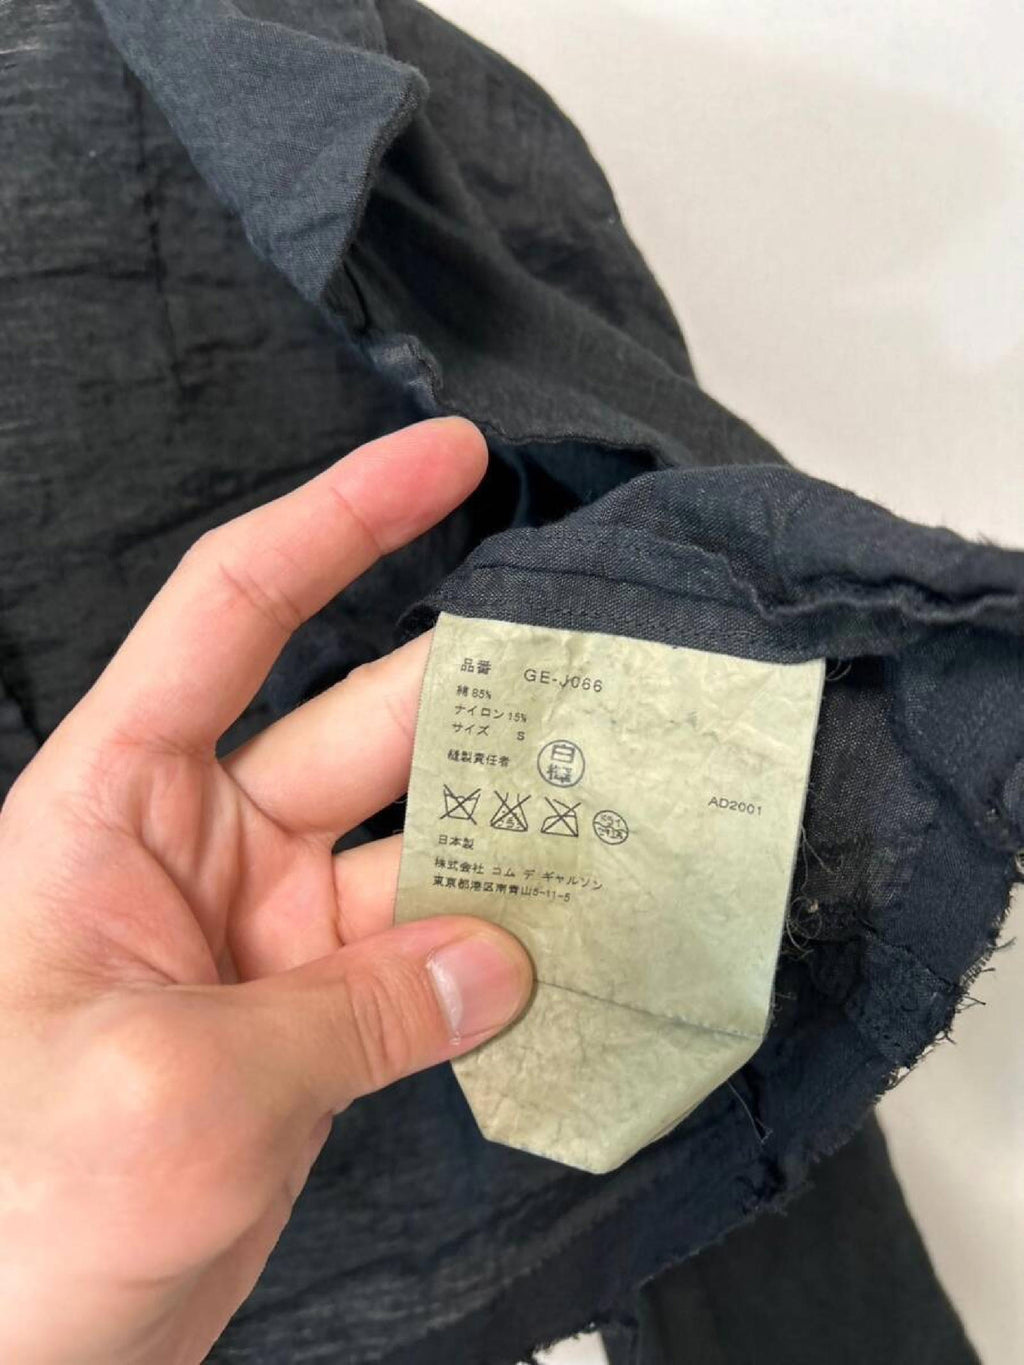 品番 GE-J066
綿 85%
ナイロン 15%
サイズ S
縫製責任者 白樺
AD2001
日本製
株式会社 コム デ ギャルソン
東京都港区南青山5-11-5